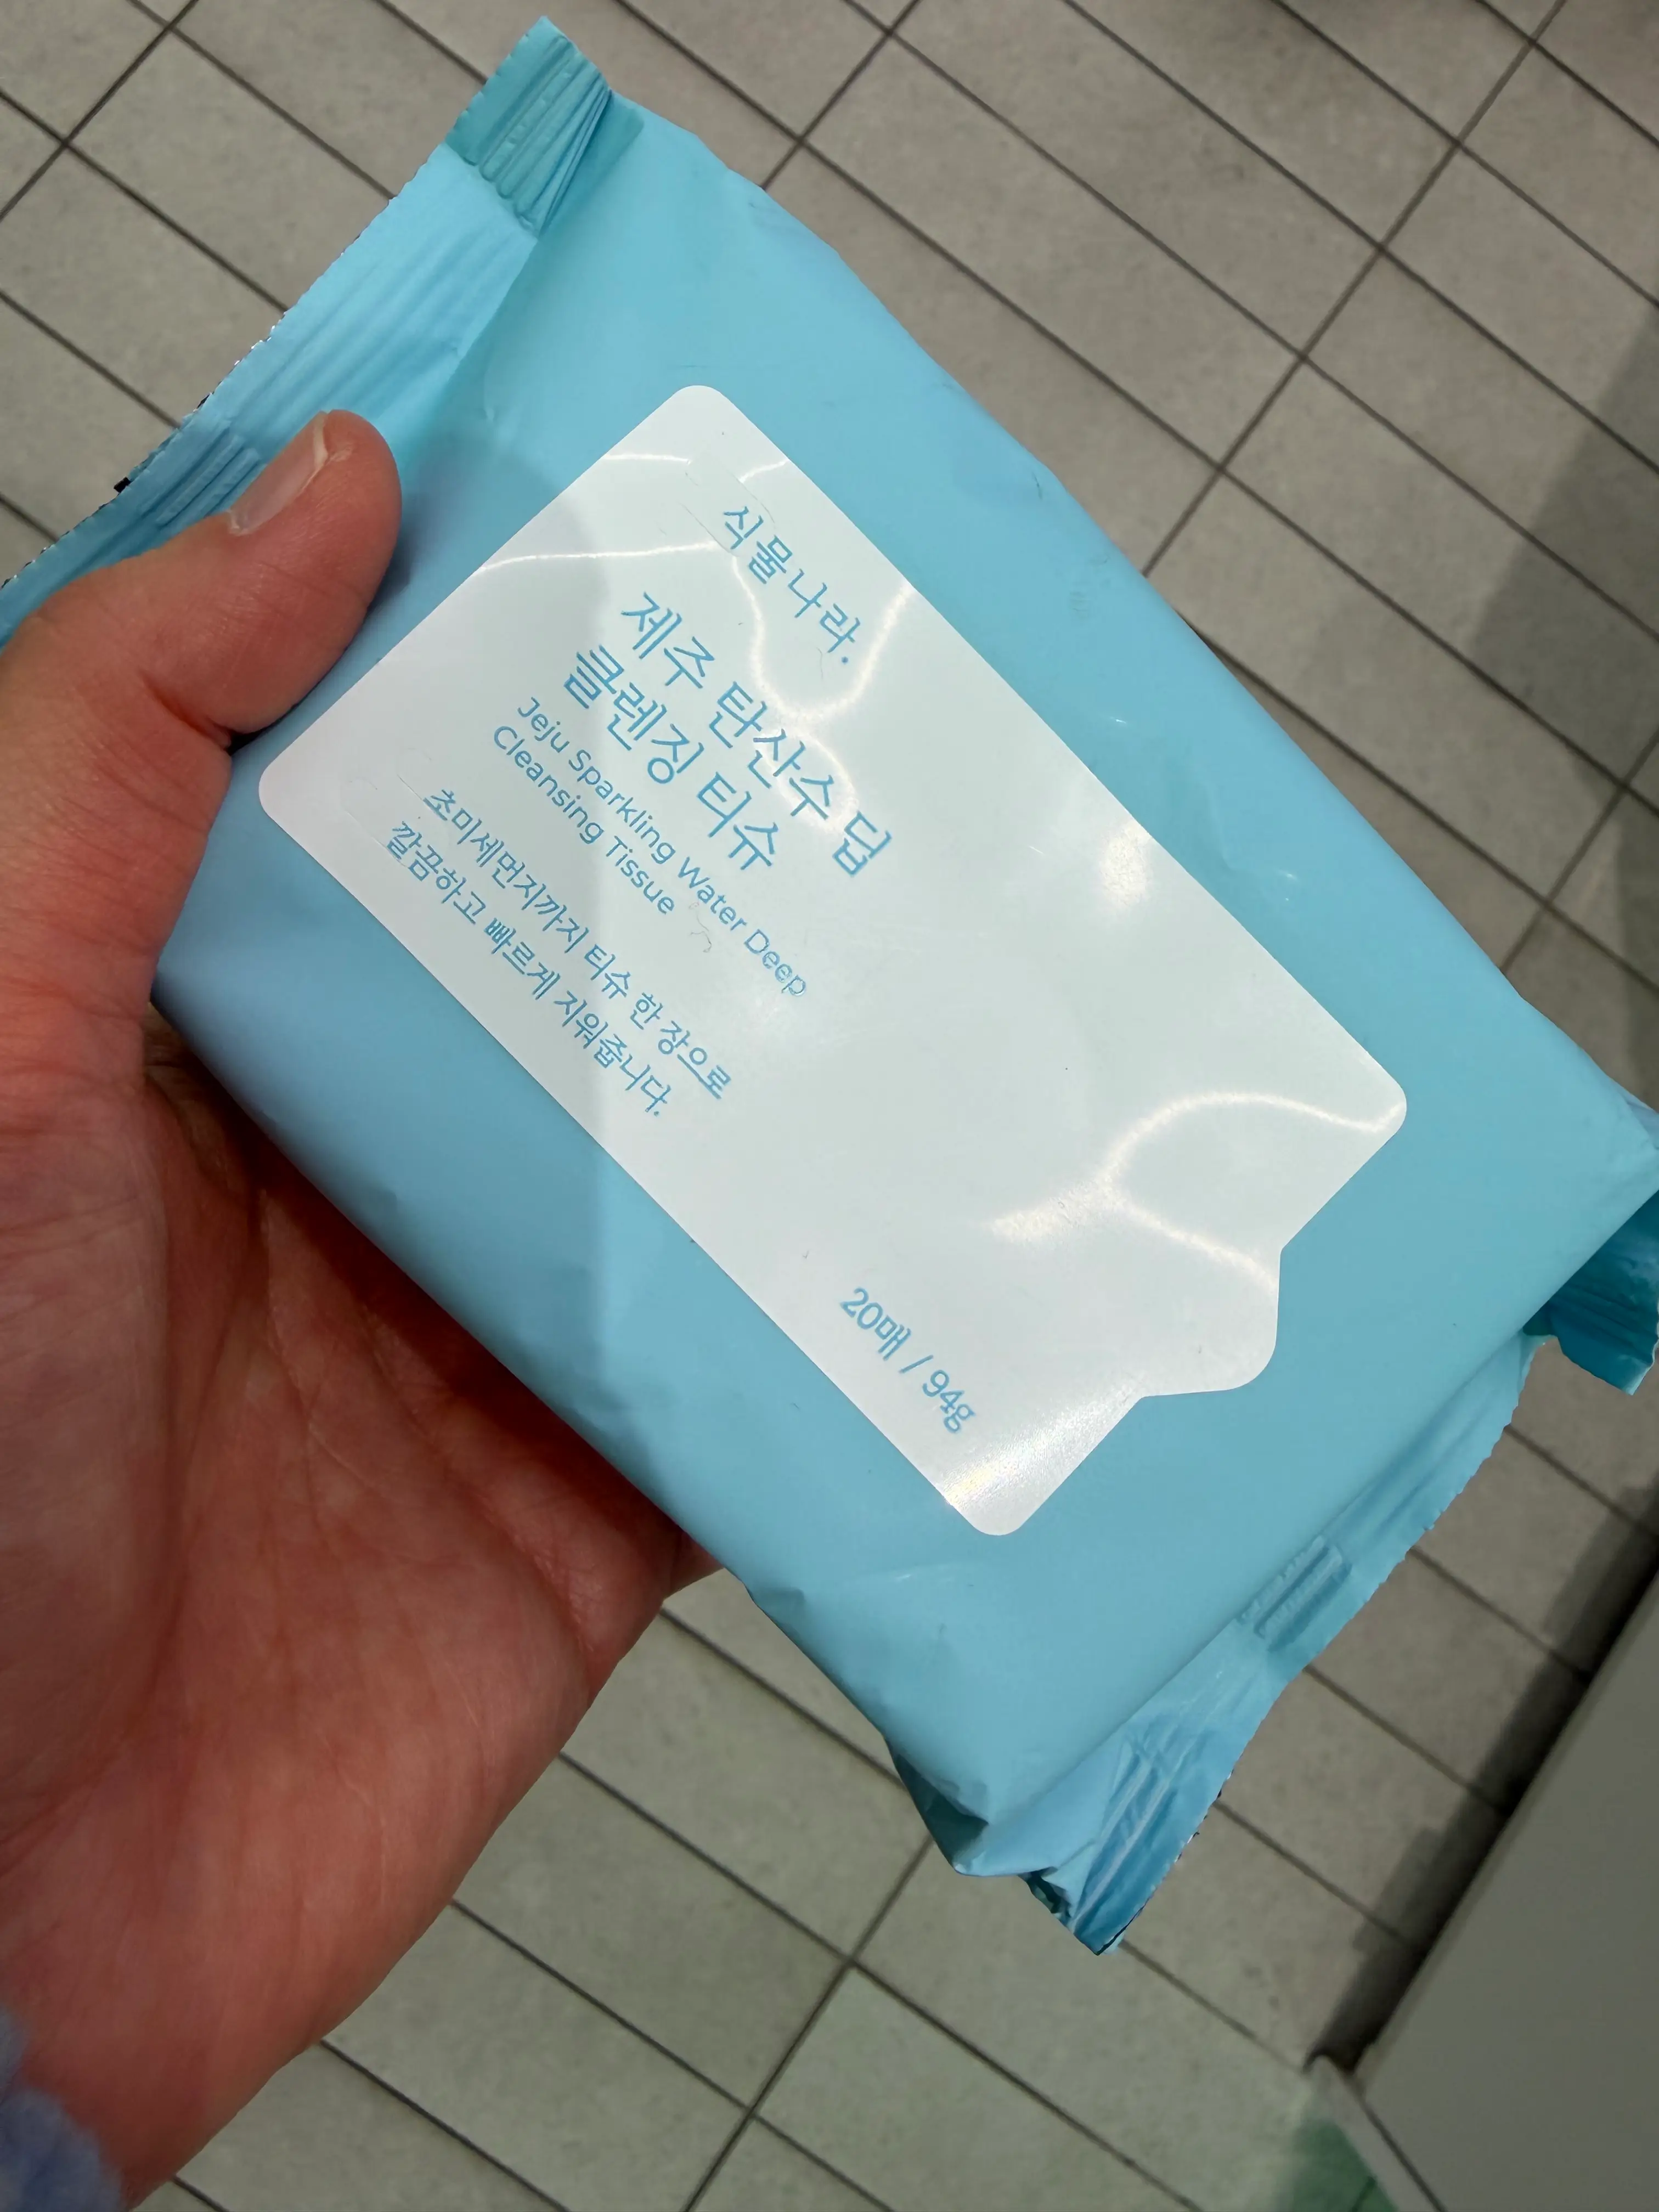 식물나라.
제주 탄산수 딥
클렌징 티슈
Jeju Sparkling Water Deep
Cleansing Tissue
초미세먼지까지 티슈 한 장으로
깔끔하고 빠르게 지워줍니다.
20매 / 94g